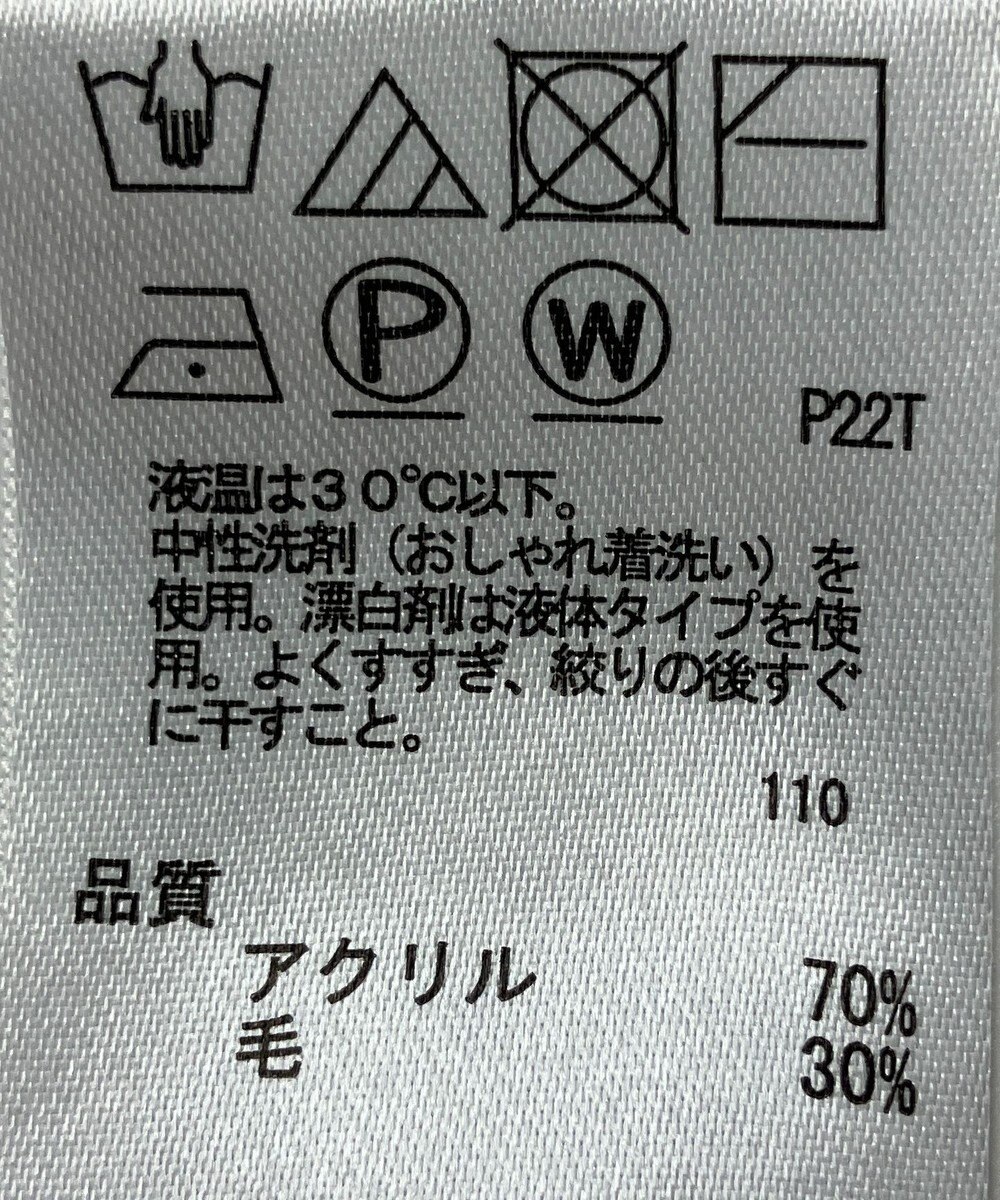 P W
P22T
液温は30℃以下。
中性洗剤（おしゃれ着洗い）を
使用。漂白剤は液体タイプを使
用。よくすすぎ、絞りの後すぐ
に干すこと。
110
品質
アクリル 70%
毛 30%